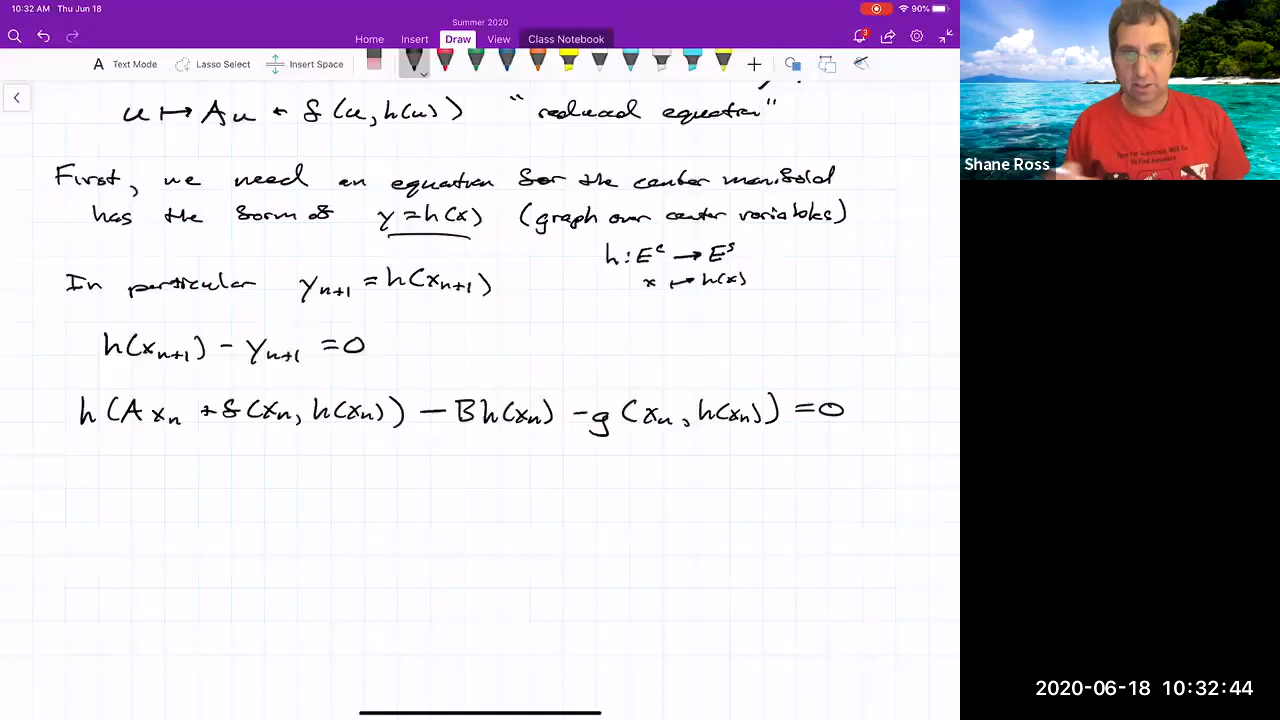 10:32 AM Thu Jun 18
90%
Summer 2020
Home Insert Draw View Class Notebook
3
A Text Mode Lasso Select Insert Space
u ↦ Au + f(u, h(u)) "reduced equation"
First, we need an equation for the center manifold
has the form of y = h(x) (graph over center variables)
h : E^c → E^s
x ↦ h(x)
In particular y_{n+1} = h(x_{n+1})
h(x_{n+1}) - y_{n+1} = 0
h(A x_n + f(x_n, h(x_n)) - B h(x_n) - g(x_n, h(x_n)) = 0
Shane Ross
2020-06-18 10:32:44